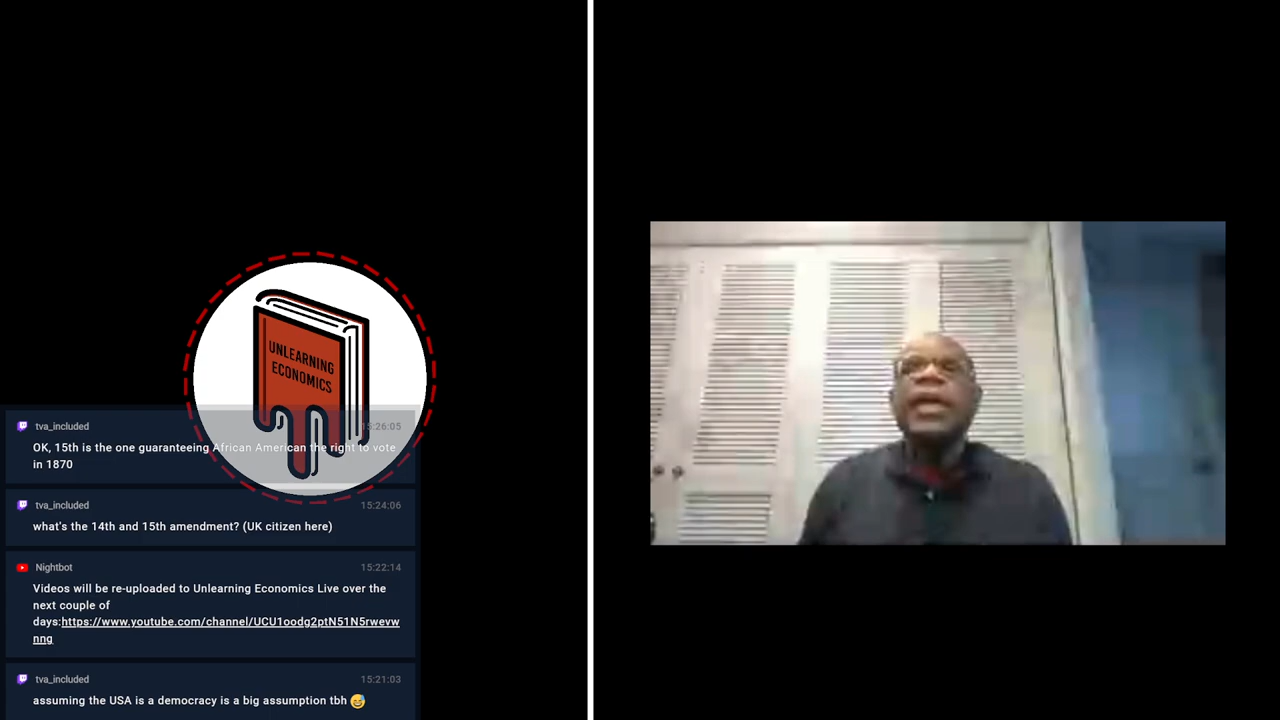 UNLEARNING
ECONOMICS
tva_included 15:26:05
OK, 15th is the one guaranteeing African American the right to vote
in 1870
tva_included 15:24:06
what's the 14th and 15th amendment? (UK citizen here)
Nightbot 15:22:14
Videos will be re-uploaded to Unlearning Economics Live over the
next couple of
days:https://www.youtube.com/channel/UCU1oodg2ptN51N5rwevw
nng
tva_included 15:21:03
assuming the USA is a democracy is a big assumption tbh 😅